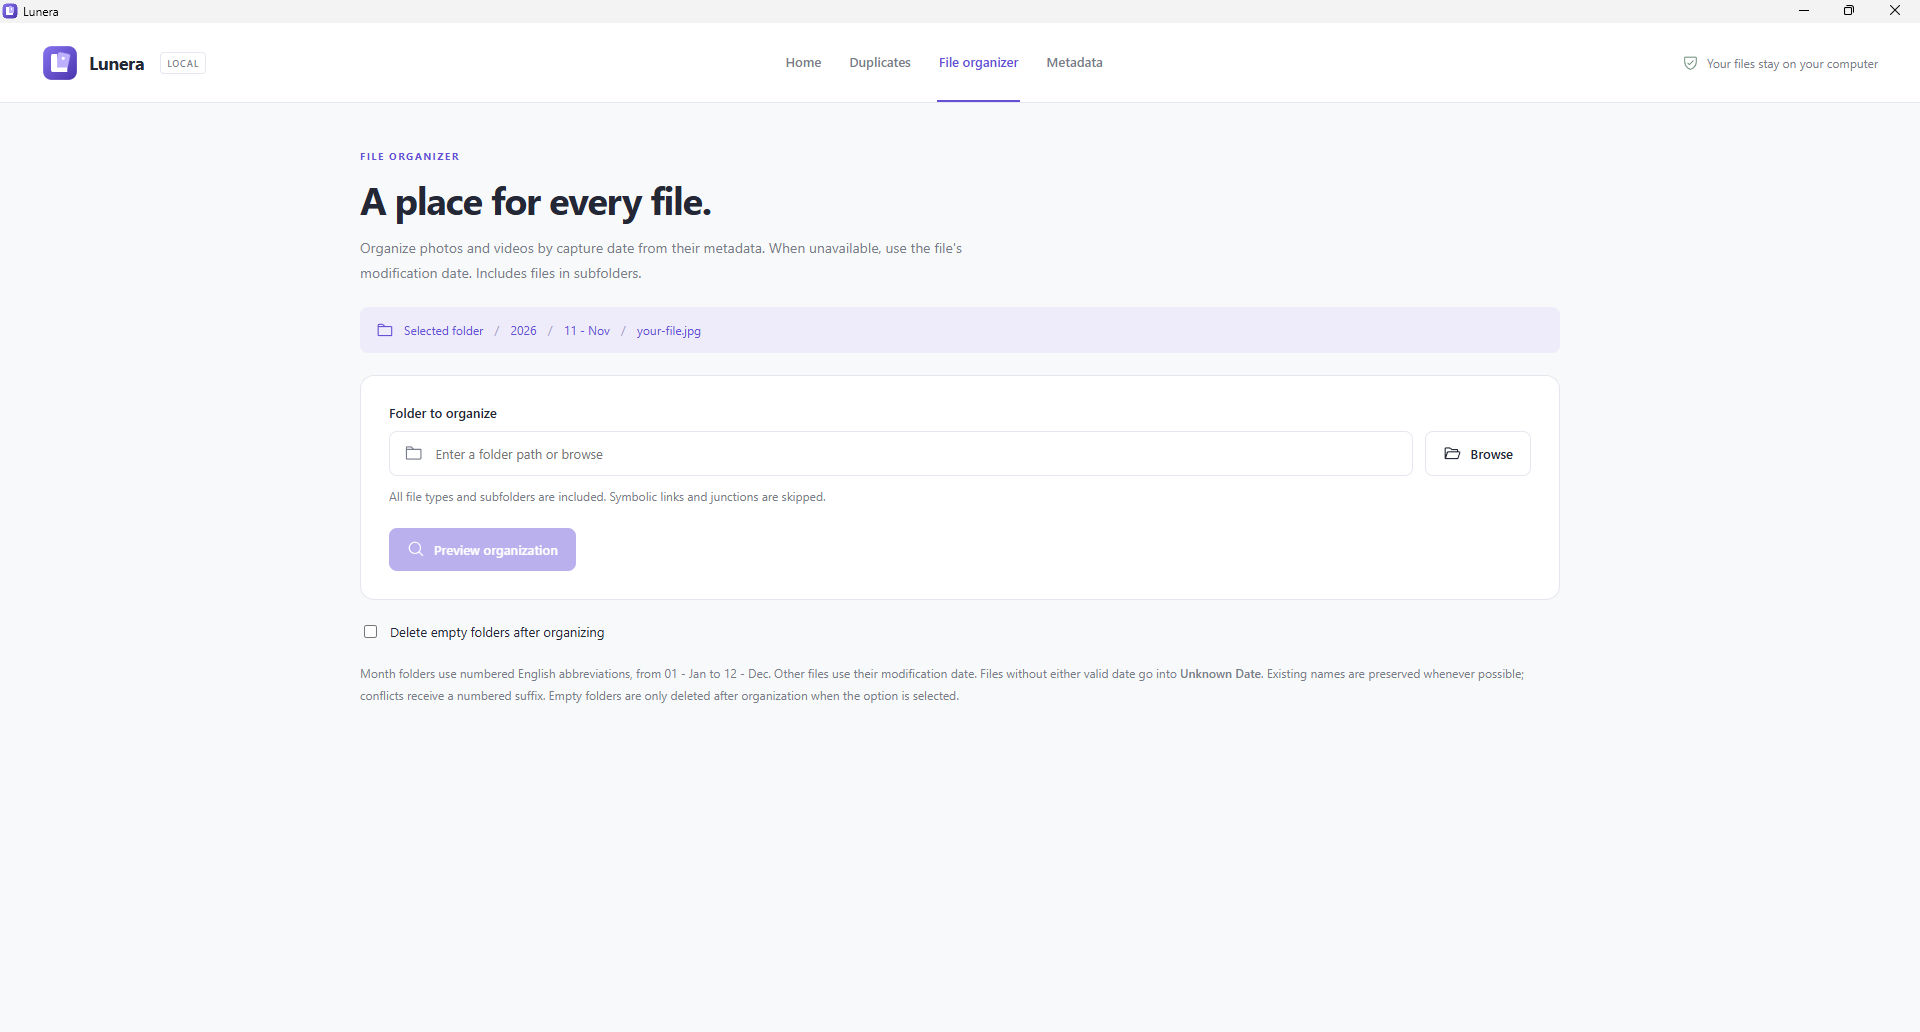 Lunera
Lunera LOCAL
Home Duplicates File organizer Metadata
Your files stay on your computer
FILE ORGANIZER
A place for every file.
Organize photos and videos by capture date from their metadata. When unavailable, use the file's
modification date. Includes files in subfolders.
Selected folder / 2026 / 11 - Nov / your-file.jpg
Folder to organize
Enter a folder path or browse
Browse
All file types and subfolders are included. Symbolic links and junctions are skipped.
Preview organization
Delete empty folders after organizing
Month folders use numbered English abbreviations, from 01 - Jan to 12 - Dec. Other files use their modification date. Files without either valid date go into Unknown Date. Existing names are preserved whenever possible;
conflicts receive a numbered suffix. Empty folders are only deleted after organization when the option is selected.